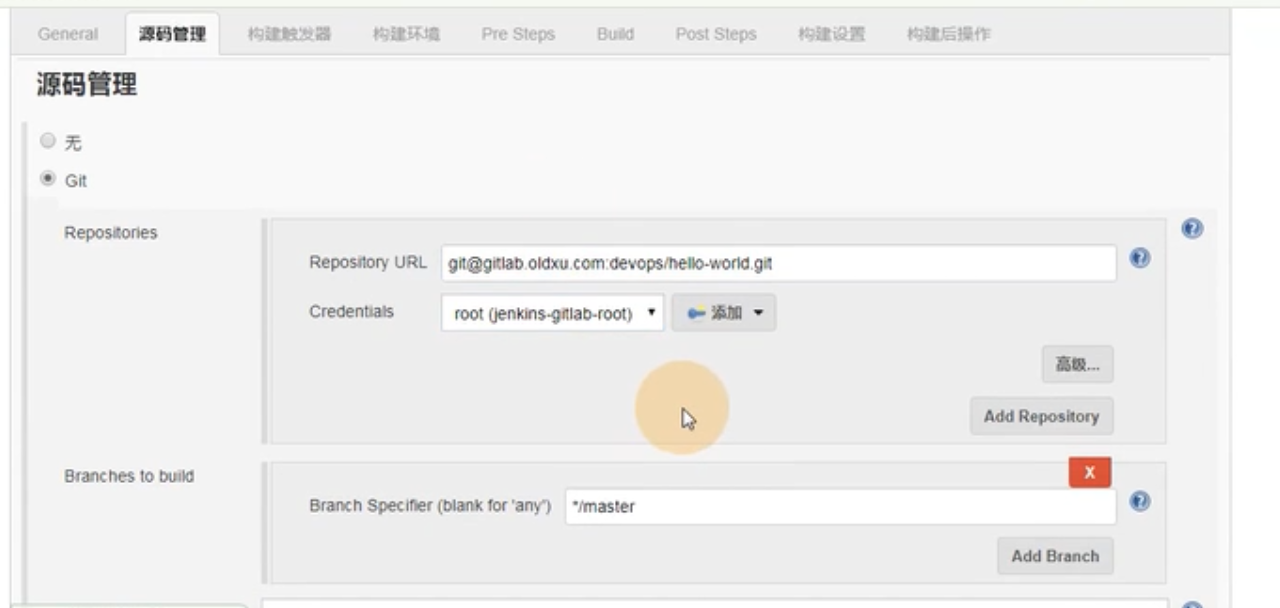 General 源码管理 构建触发器 构建环境 Pre Steps Build Post Steps 构建设置 构建后操作
源码管理
无
Git
Repositories
Repository URL git@gitlab.oldxu.com:devops/hello-world.git
Credentials root (jenkins-gitlab-root) 添加
高级...
Add Repository
Branches to build
X
Branch Specifier (blank for 'any') */master
Add Branch